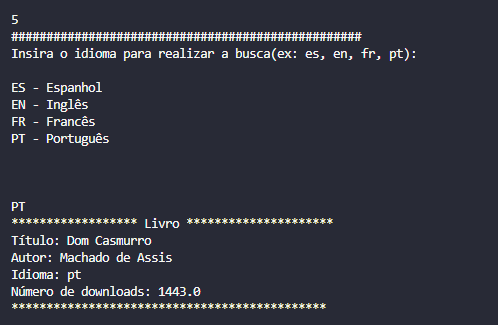 5
##################################################
Insira o idioma para realizar a busca(ex: es, en, fr, pt):
ES - Espanhol
EN - Inglês
FR - Francês
PT - Português
PT
****************** Livro *********************
Título: Dom Casmurro
Autor: Machado de Assis
Idioma: pt
Número de downloads: 1443.0
*********************************************